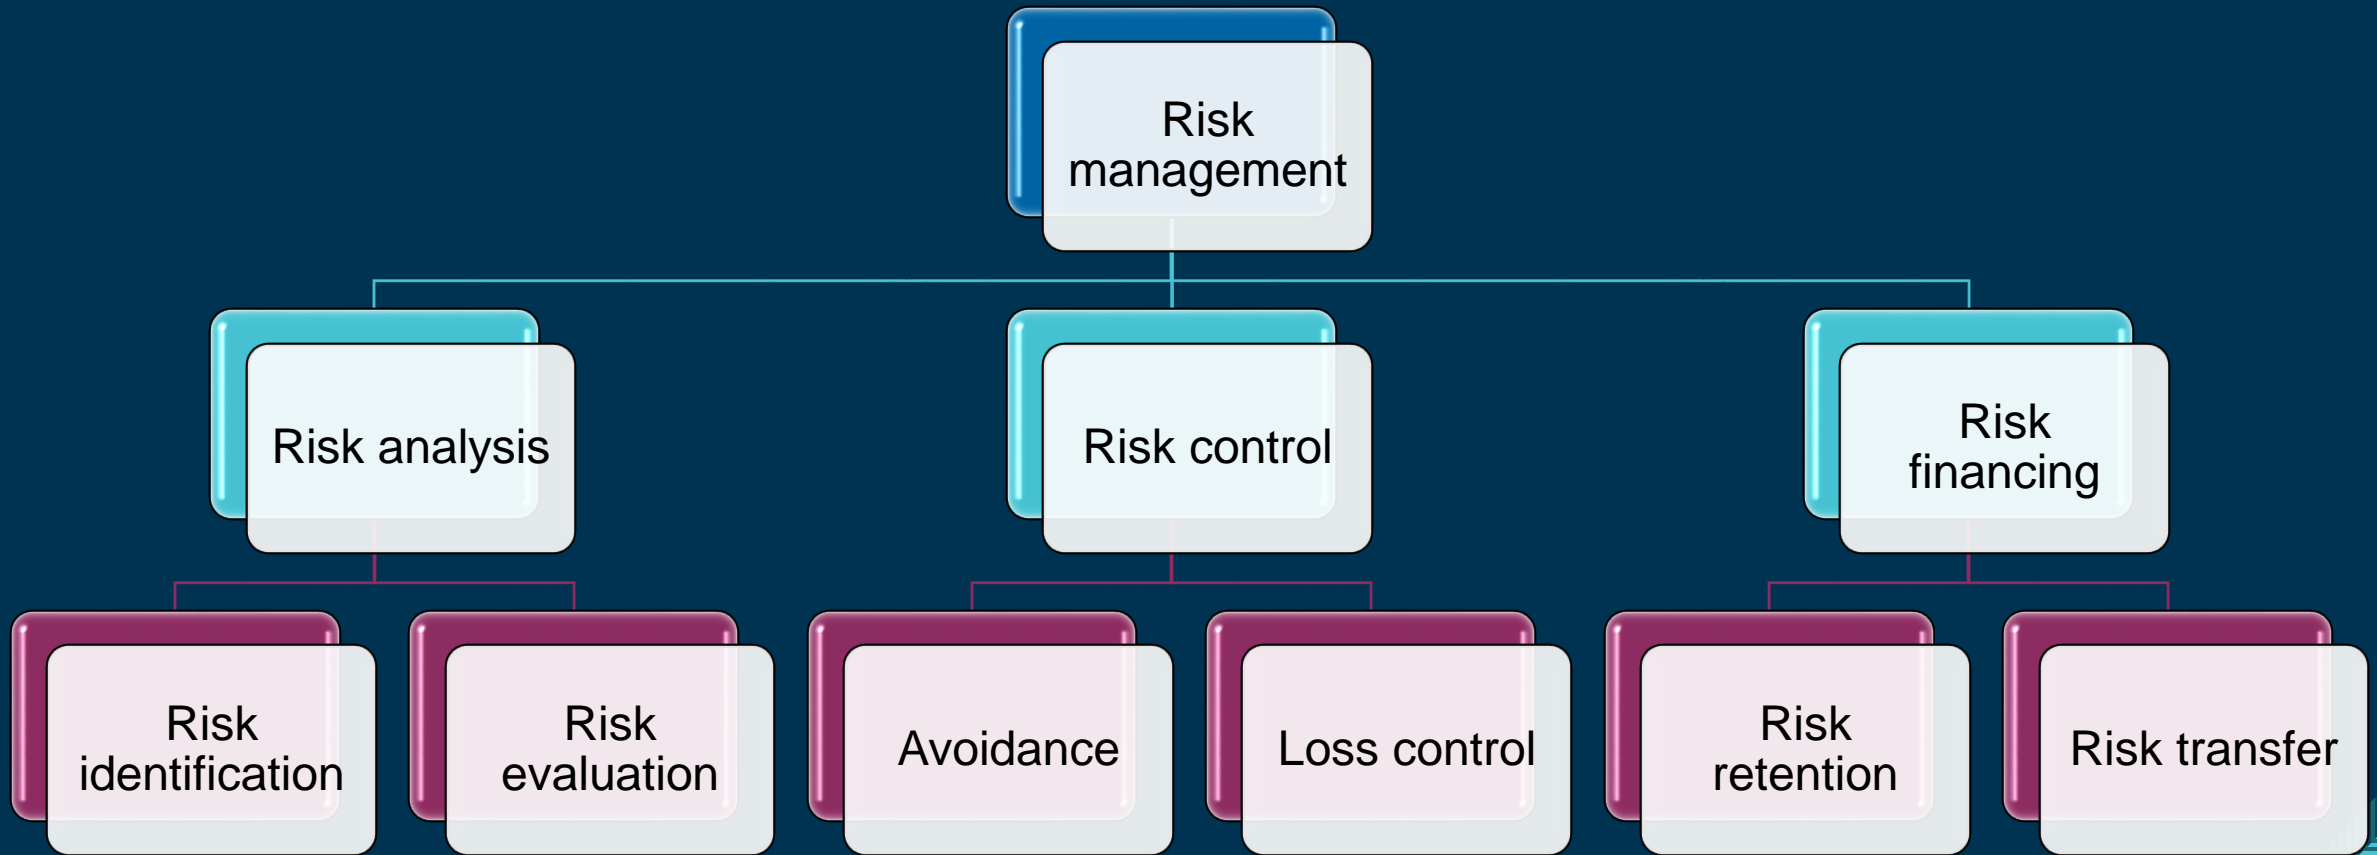 Risk
management
Risk analysis
Risk control
Risk
financing
Risk
identification
Risk
evaluation
Avoidance
Loss control
Risk
retention
Risk transfer